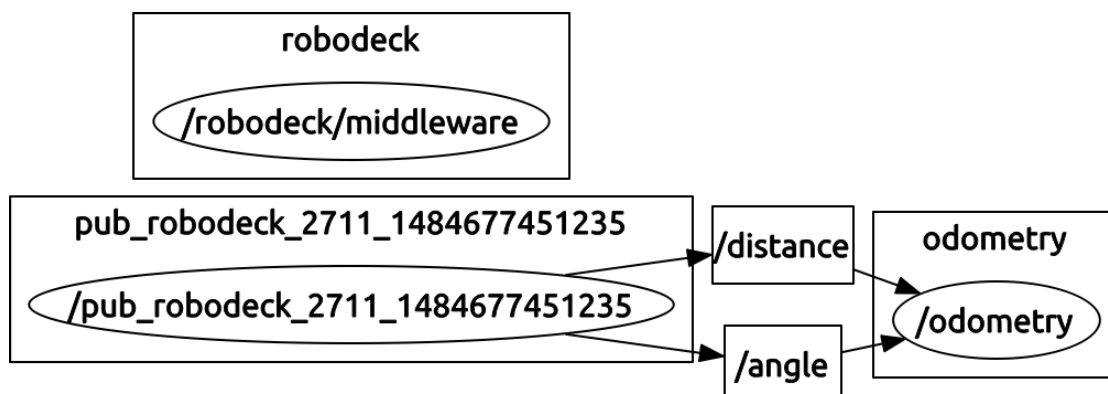 robodeck
/robodeck/middleware
pub_robodeck_2711_1484677451235
/pub_robodeck_2711_1484677451235
/distance
/angle
odometry
/odometry